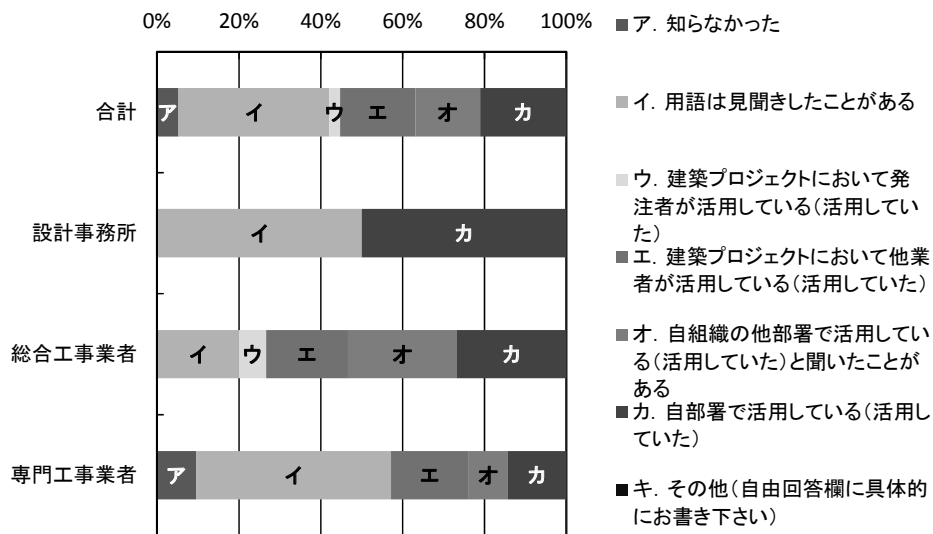 0% 20% 40% 60% 80% 100%
合計
ア イ ウ エ オ カ
設計事務所
イ カ
総合工事業者
イ ウ エ オ カ
専門工事業者
ア イ エ オ カ
ア. 知らなかった
イ. 用語は見聞きしたことがある
ウ. 建築プロジェクトにおいて発
注者が活用している(活用してい
た)
エ. 建築プロジェクトにおいて他業
者が活用している(活用していた)
オ. 自組織の他部署で活用してい
る(活用していた)と聞いたことが
ある
カ. 自部署で活用している(活用し
ていた)
キ. その他(自由回答欄に具体的
にお書き下さい)